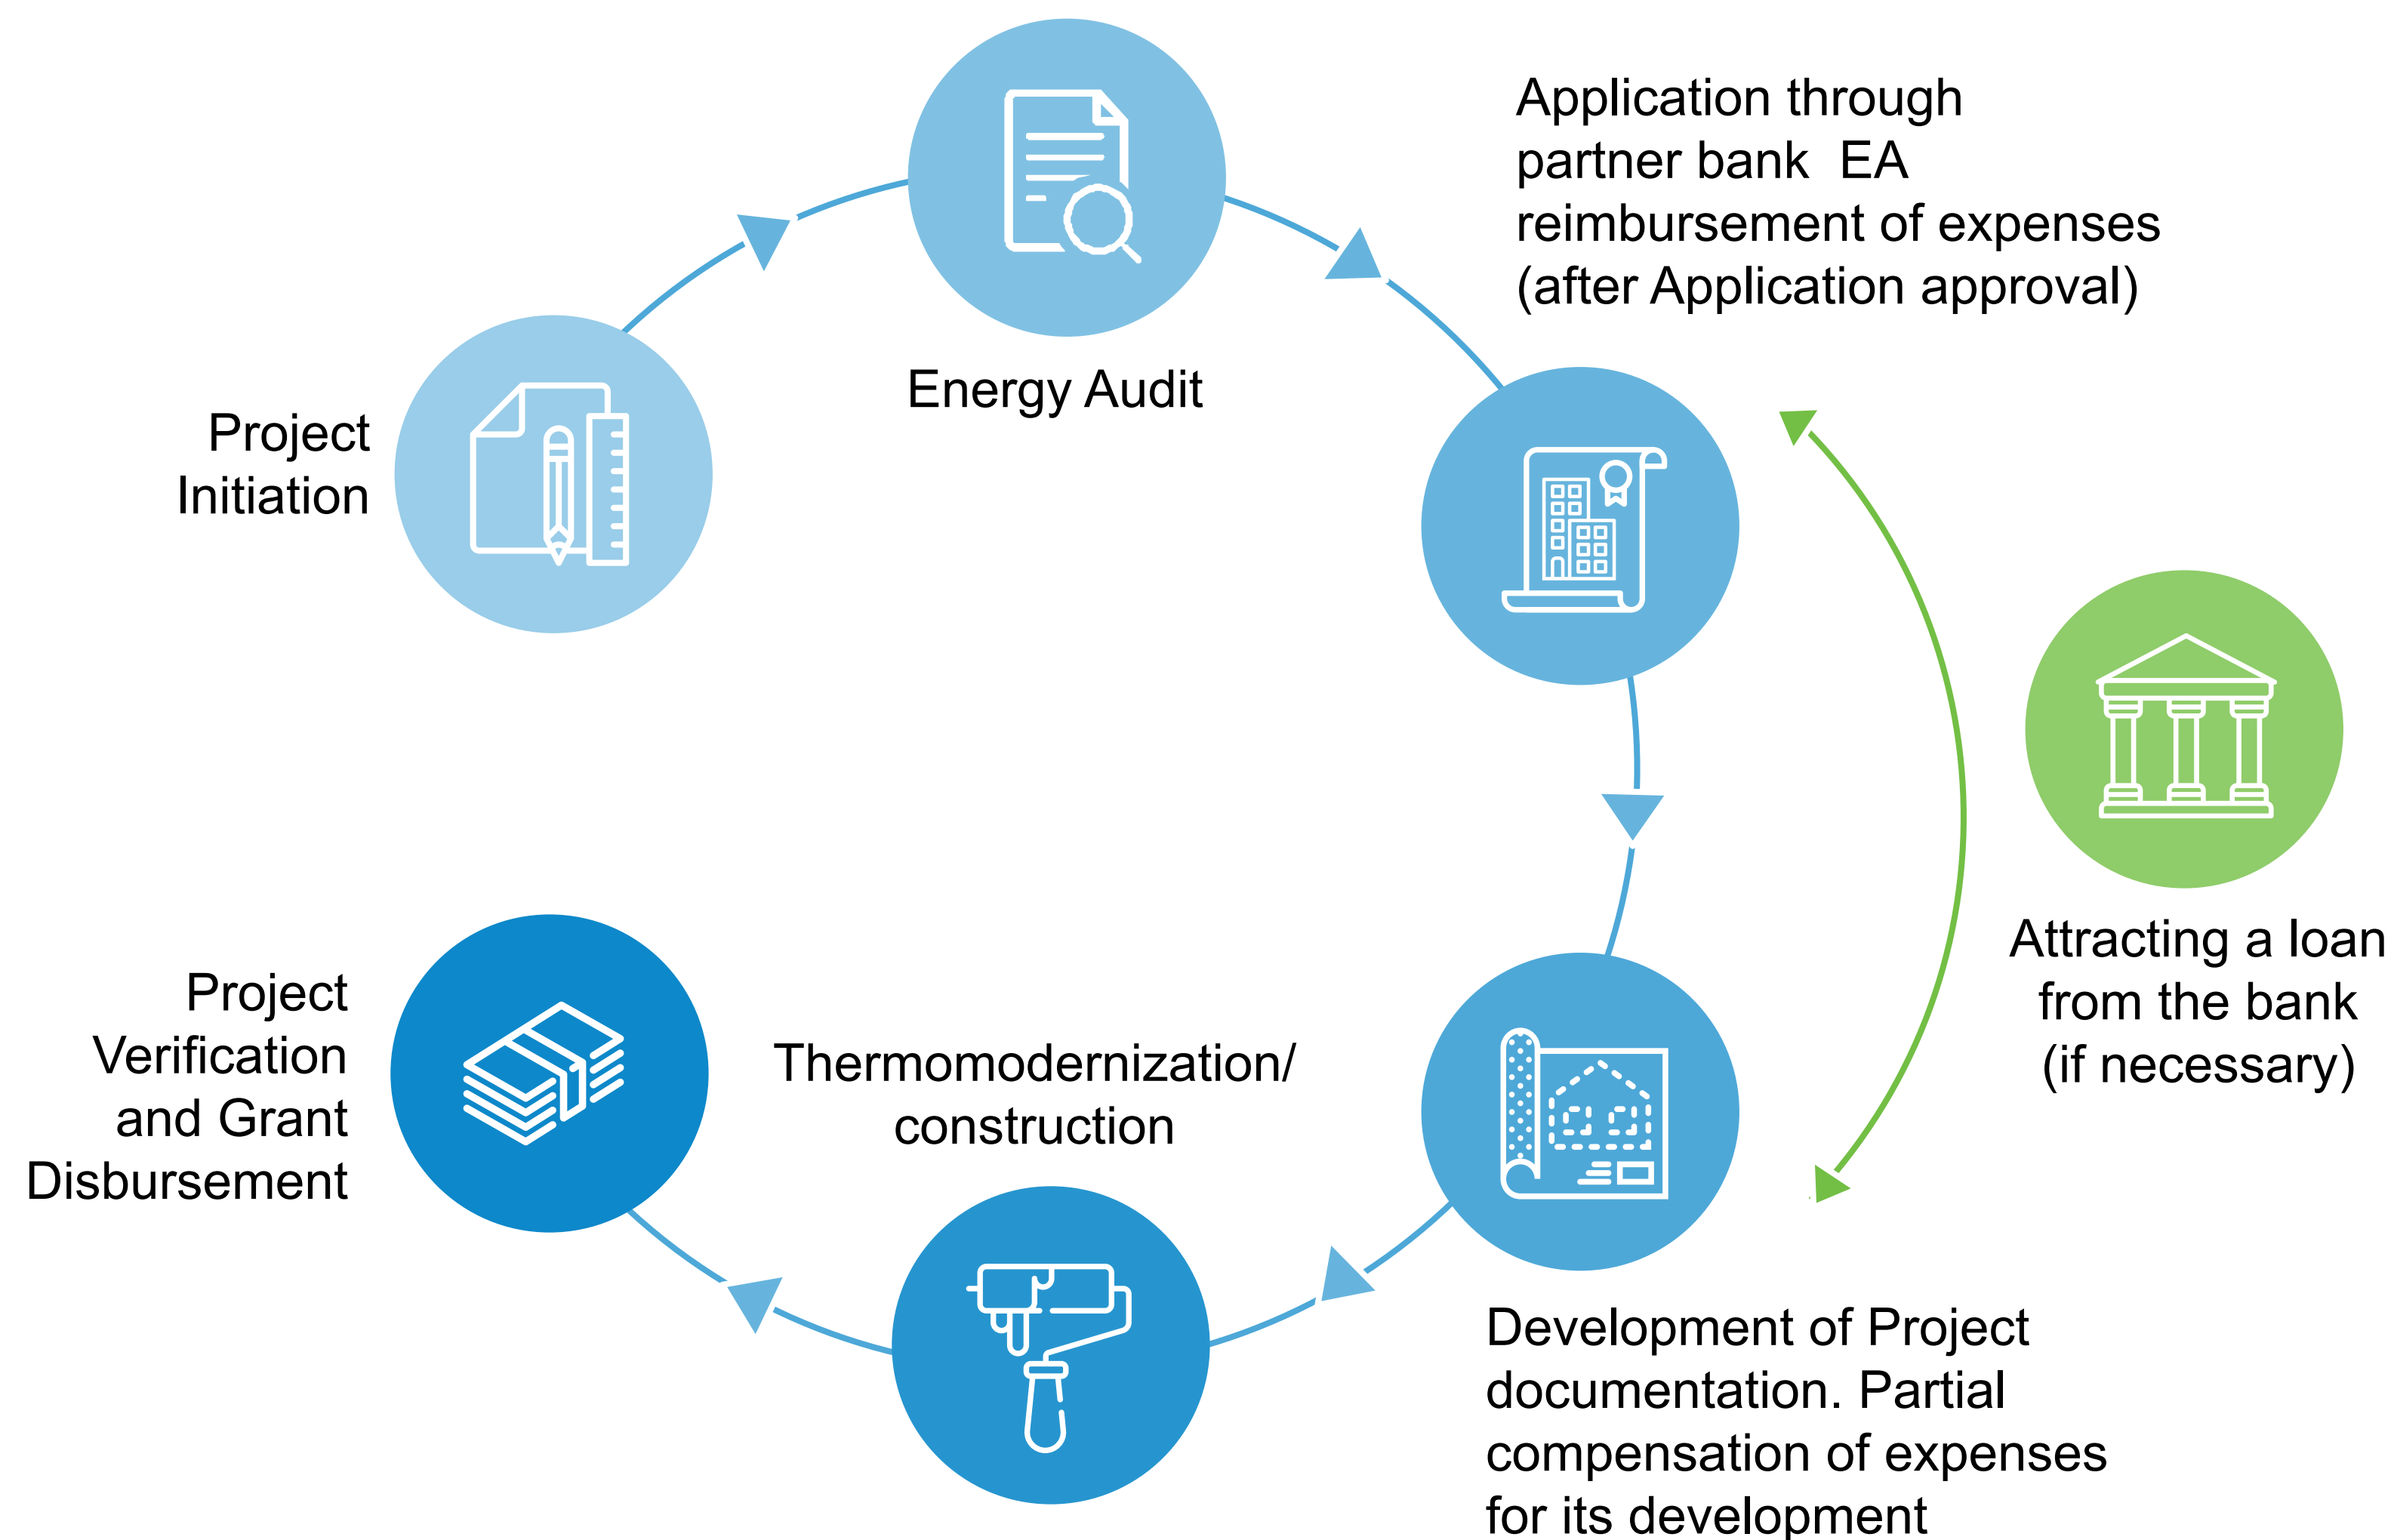 Project
Initiation
Energy Audit
Application through
partner bank  EA
reimbursement of expenses
(after Application approval)
Attracting a loan
from the bank
(if necessary)
Development of Project
documentation. Partial
compensation of expenses
for its development
Thermomodernization/
construction
Project
Verification
and Grant
Disbursement